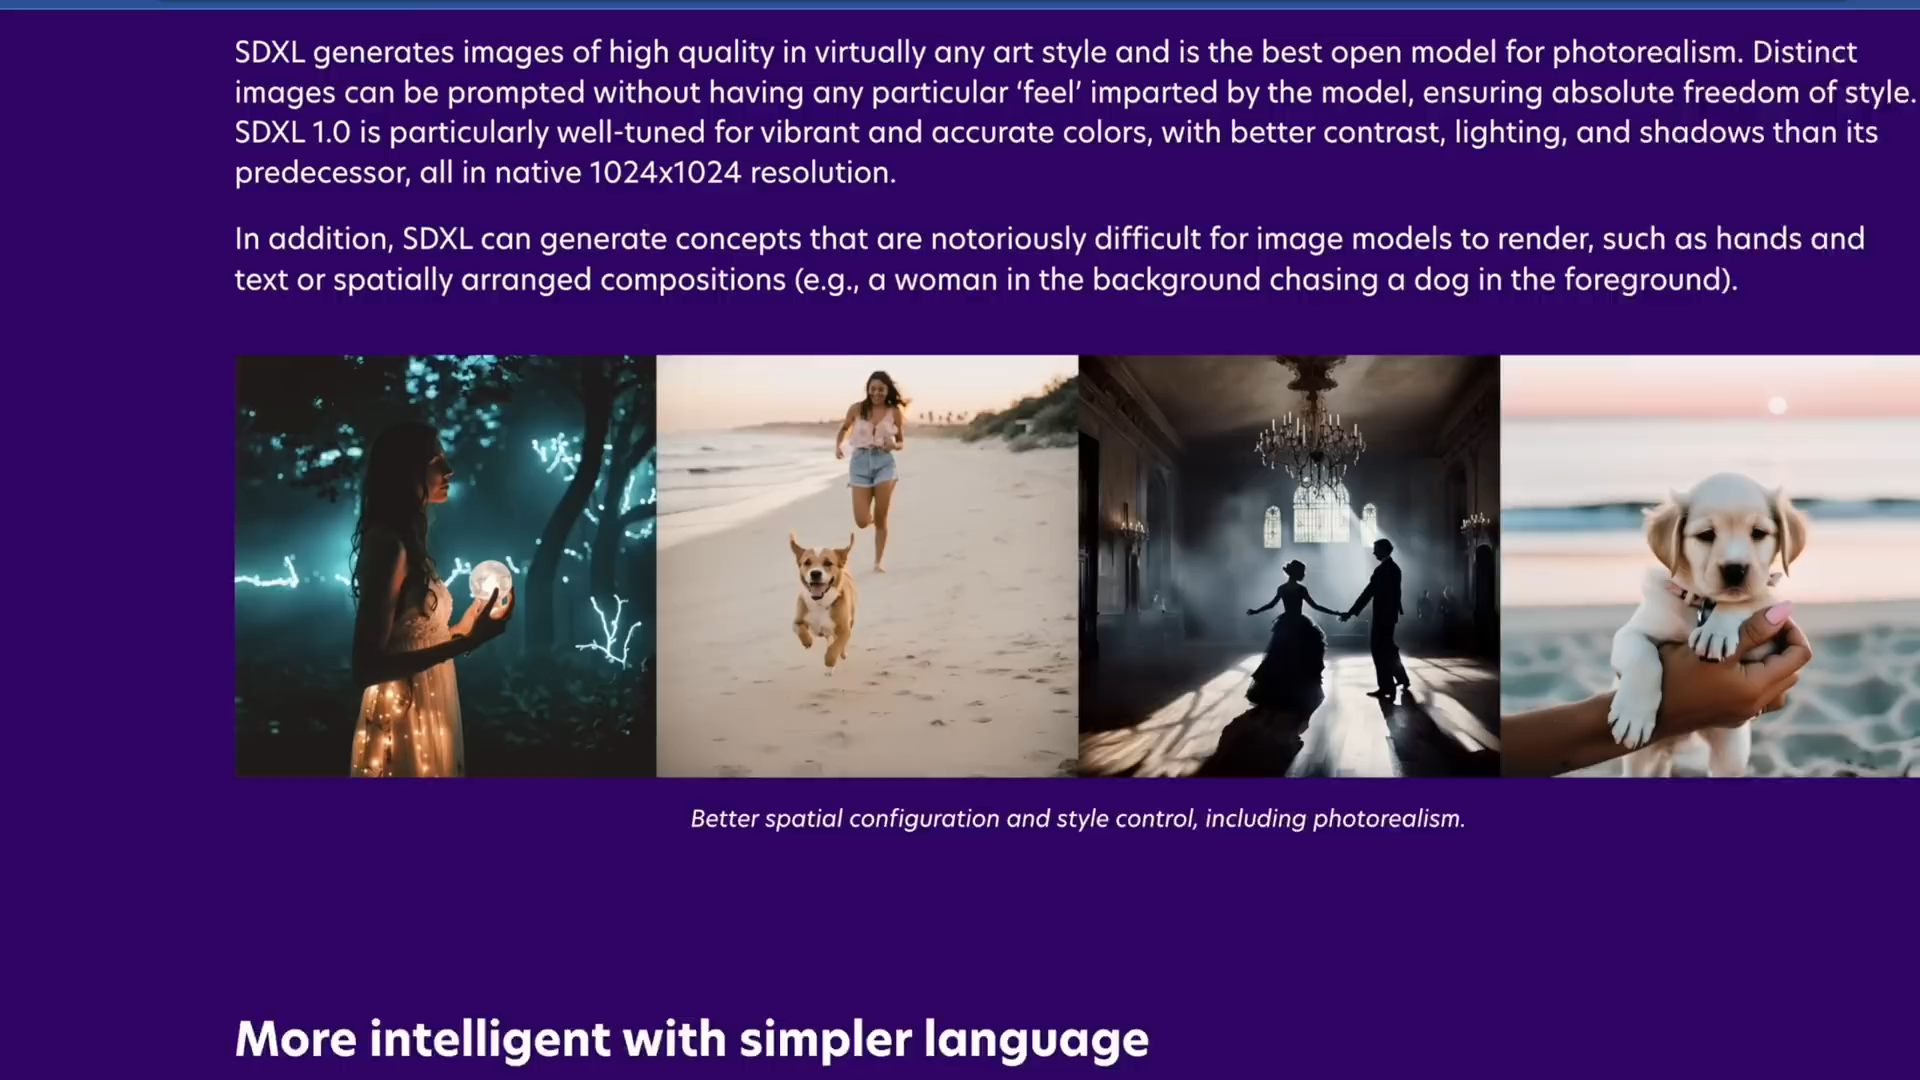 SDXL generates images of high quality in virtually any art style and is the best open model for photorealism. Distinct
images can be prompted without having any particular ‘feel’ imparted by the model, ensuring absolute freedom of style.
SDXL 1.0 is particularly well-tuned for vibrant and accurate colors, with better contrast, lighting, and shadows than its
predecessor, all in native 1024x1024 resolution.
In addition, SDXL can generate concepts that are notoriously difficult for image models to render, such as hands and
text or spatially arranged compositions (e.g., a woman in the background chasing a dog in the foreground).
Better spatial configuration and style control, including photorealism.
More intelligent with simpler language